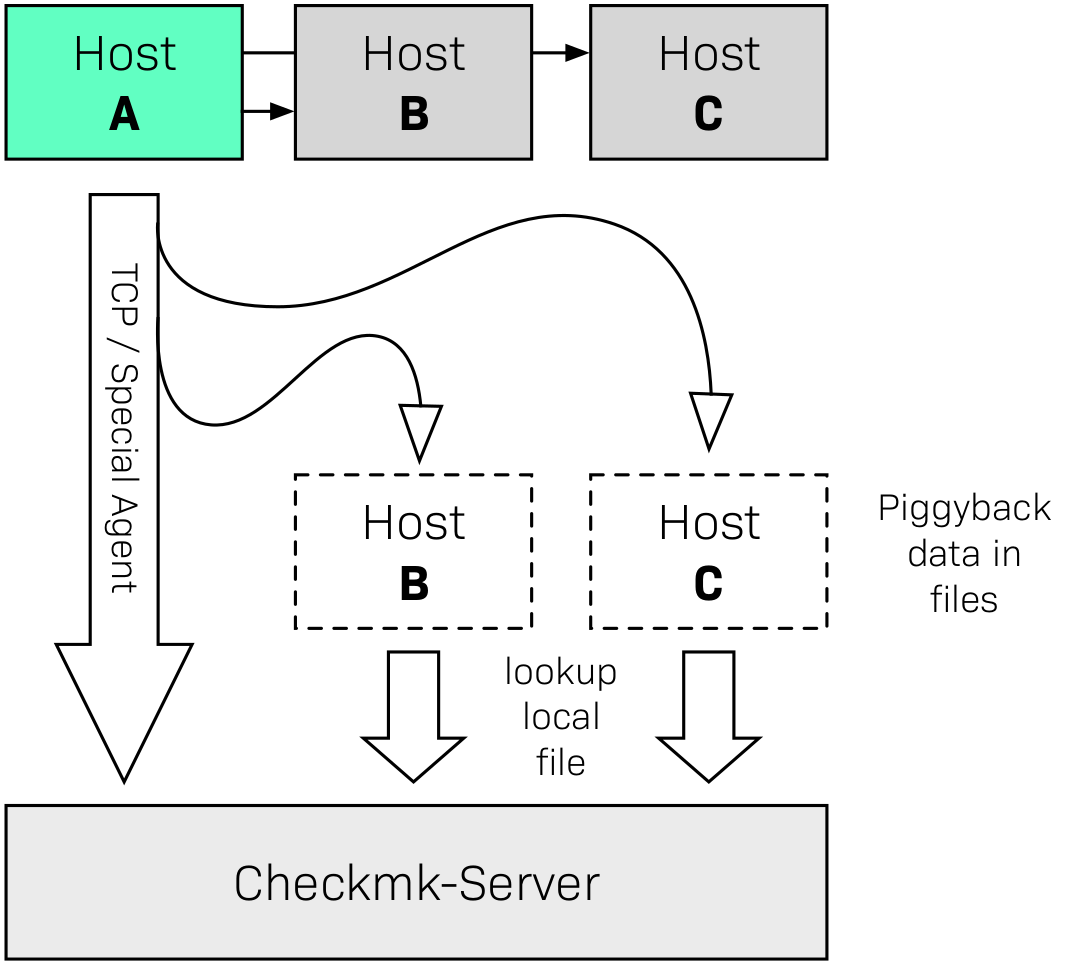 Host
A
Host
B
Host
C
TCP / Special Agent
Host
B
Host
C
Piggyback
data in
files
lookup
local
file
Checkmk-Server